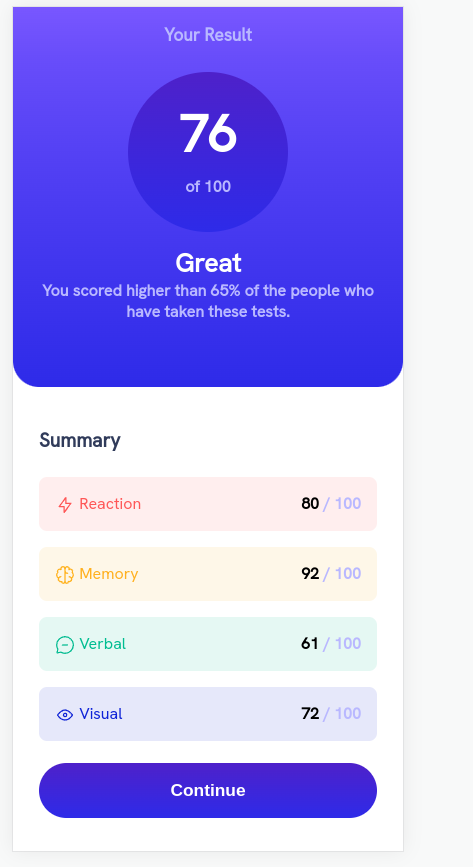 Your Result
76
of 100
Great
You scored higher than 65% of the people who
have taken these tests.
Summary
Reaction 80 / 100
Memory 92 / 100
Verbal 61 / 100
Visual 72 / 100
Continue